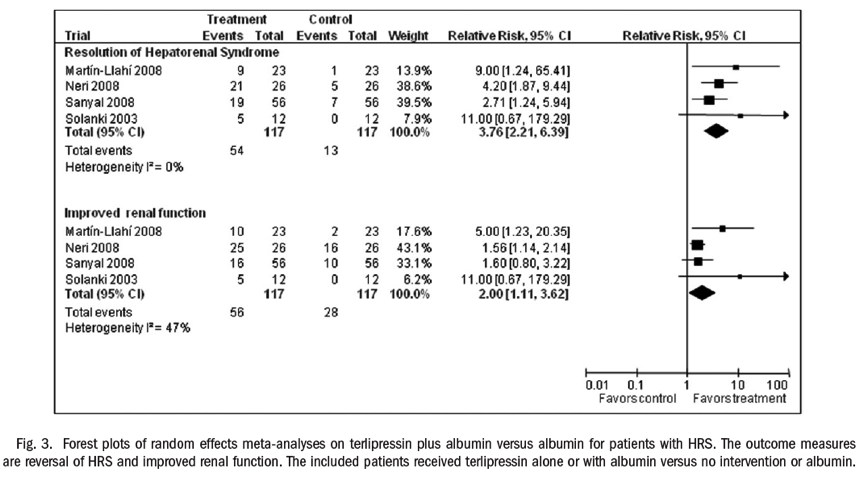 Treatment Control
Trial Events Total Events Total Weight Relative Risk, 95% CI Relative Risk, 95% CI
Resolution of Hepatorenal Syndrome
Martín-Llahí 2008 9 23 1 23 13.9% 9.00 [1.24, 65.41]
Neri 2008 21 26 5 26 38.6% 4.20 [1.87, 9.44]
Sanyal 2008 19 56 7 56 39.5% 2.71 [1.24, 5.94]
Solanki 2003 5 12 0 12 7.9% 11.00 [0.67, 179.29]
Total (95% CI) 117 117 100.0% 3.76 [2.21, 6.39]
Total events 54 13
Heterogeneity I²= 0%
Improved renal function
Martín-Llahí 2008 10 23 2 23 17.6% 5.00 [1.23, 20.35]
Neri 2008 25 26 16 26 43.1% 1.56 [1.14, 2.14]
Sanyal 2008 16 56 10 56 33.1% 1.60 [0.80, 3.22]
Solanki 2003 5 12 0 12 6.2% 11.00 [0.67, 179.29]
Total (95% CI) 117 117 100.0% 2.00 [1.11, 3.62]
Total events 56 28
Heterogeneity I²= 47%
0.01 0.1 1 10 100
Favors control Favors treatment
Fig. 3. Forest plots of random effects meta-analyses on terlipressin plus albumin versus albumin for patients with HRS. The outcome measures
are reversal of HRS and improved renal function. The included patients received terlipressin alone or with albumin versus no intervention or albumin.